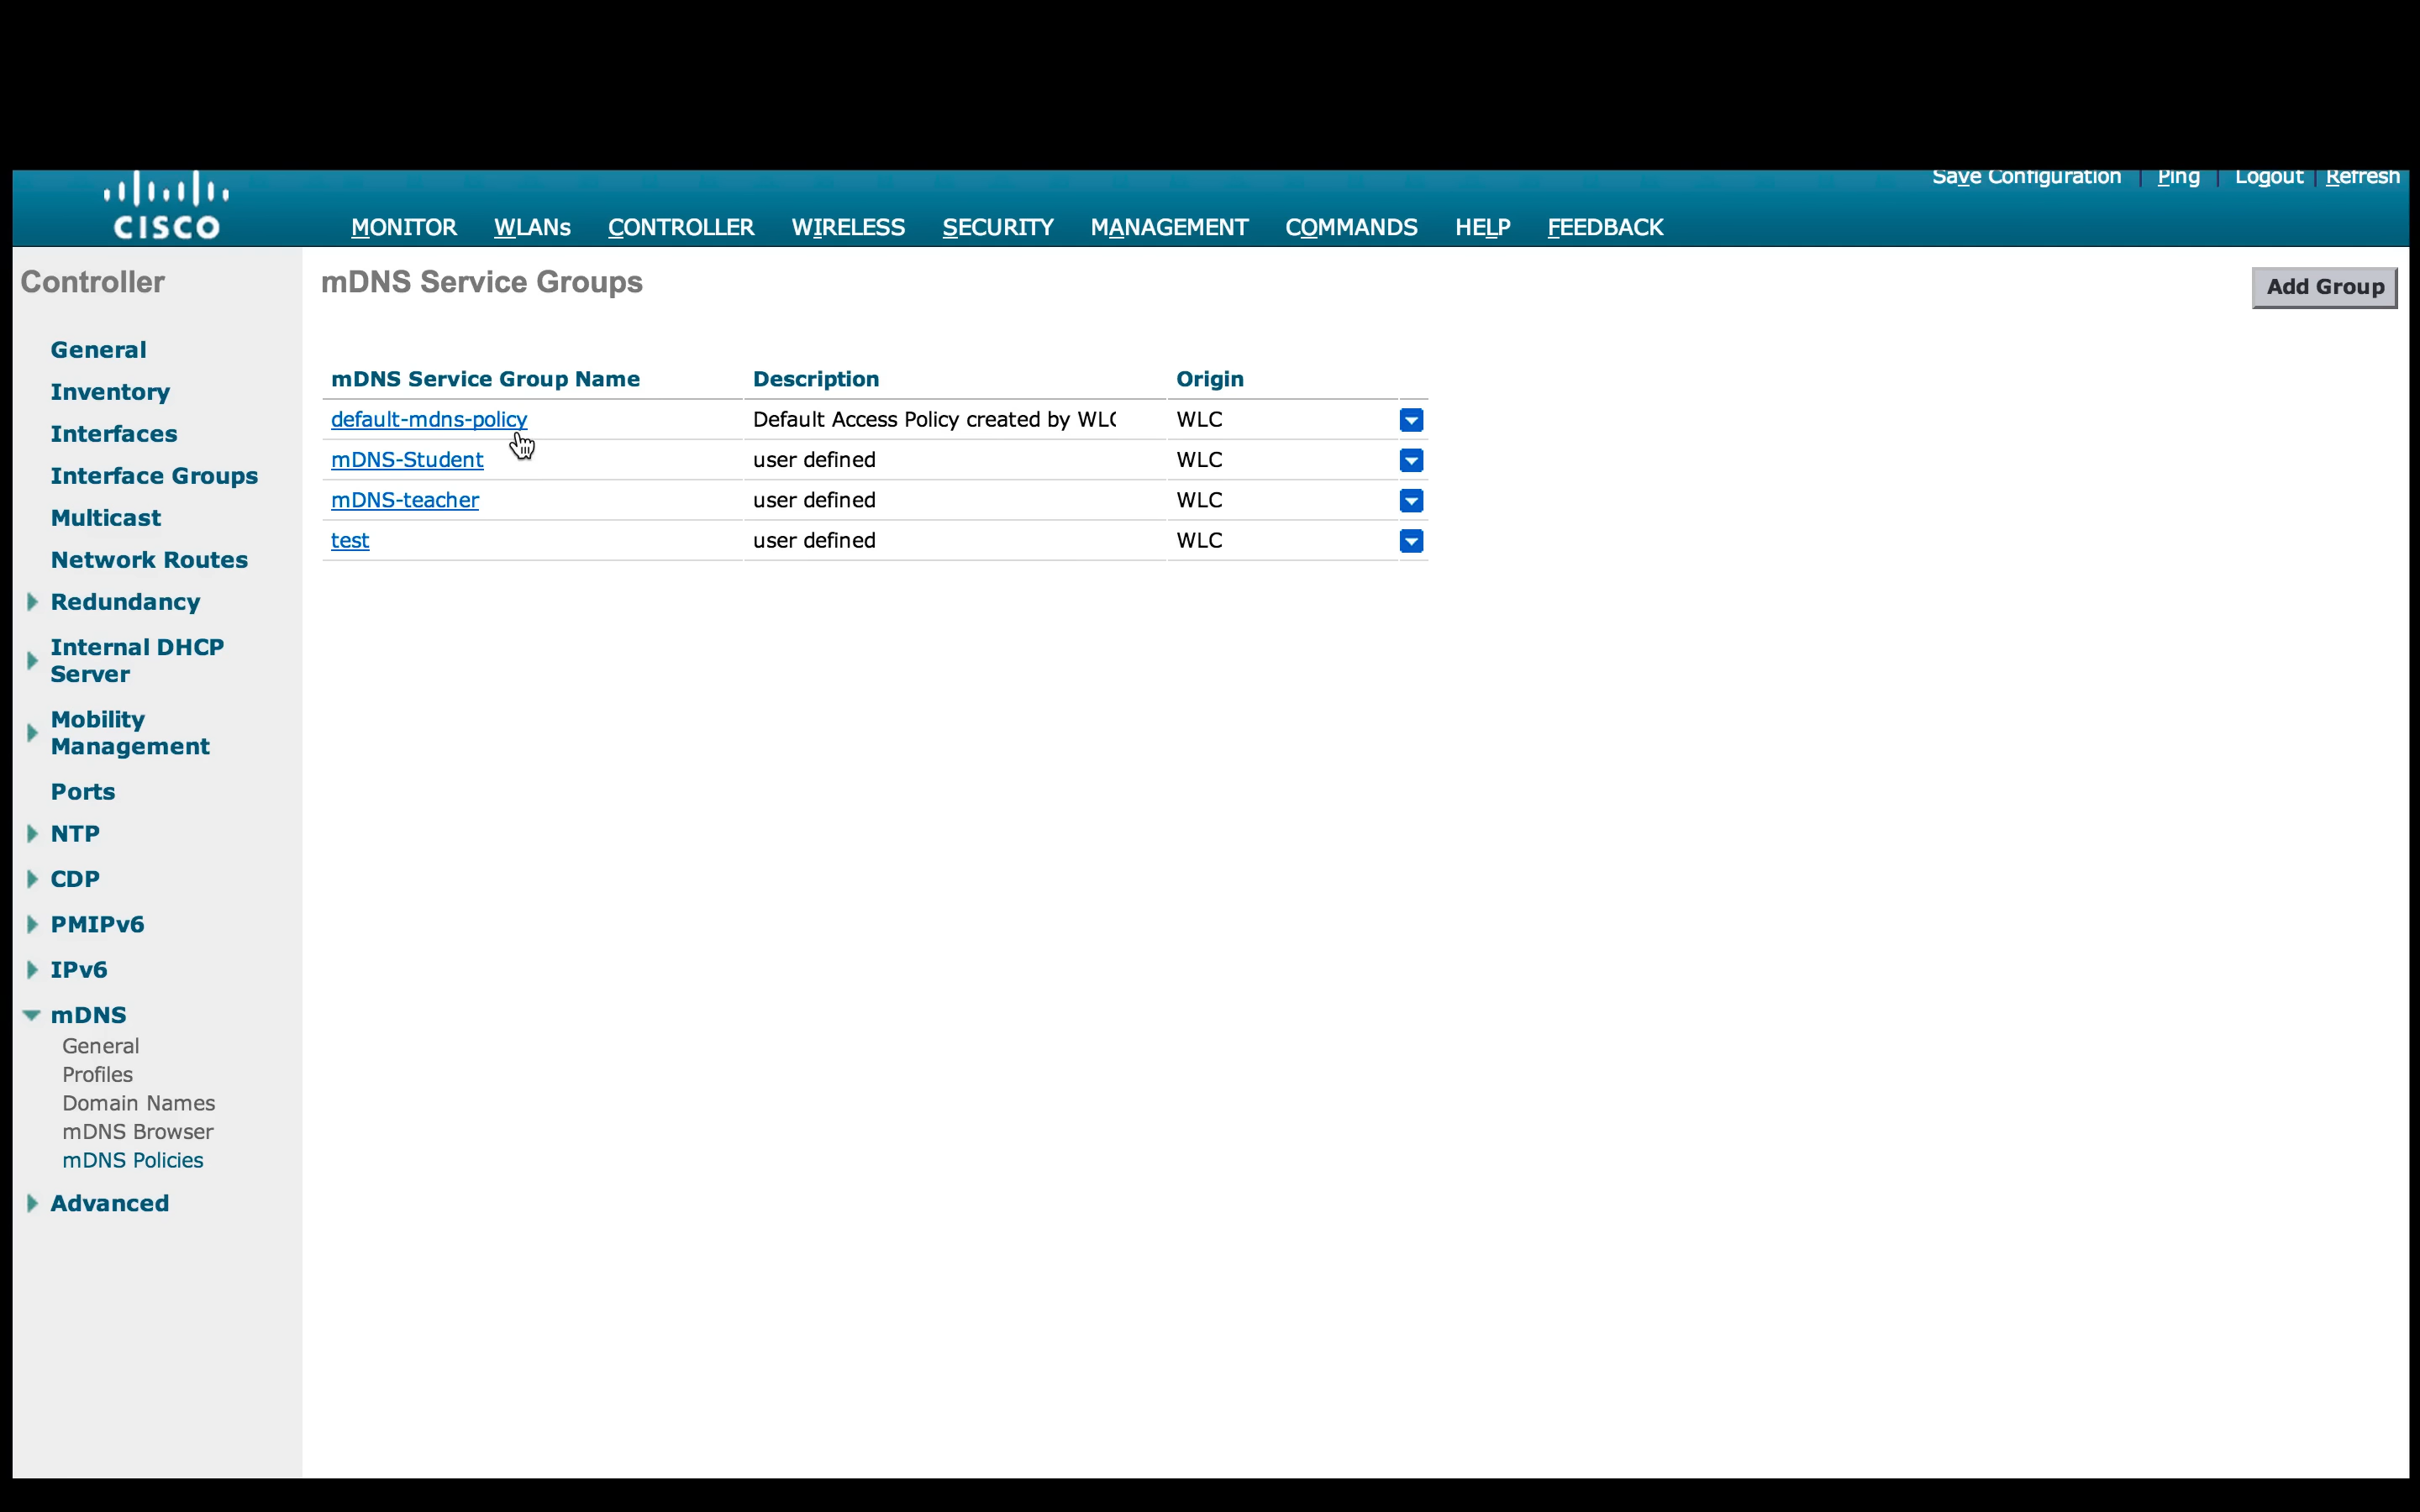 Save Configuration | Ping | Logout | Refresh
CISCO
MONITOR WLANs CONTROLLER WIRELESS SECURITY MANAGEMENT COMMANDS HELP FEEDBACK
Controller
General
Inventory
Interfaces
Interface Groups
Multicast
Network Routes
Redundancy
Internal DHCP
Server
Mobility
Management
Ports
NTP
CDP
PMIPv6
IPv6
mDNS
General
Profiles
Domain Names
mDNS Browser
mDNS Policies
Advanced
mDNS Service Groups
Add Group
mDNS Service Group Name Description Origin
default-mdns-policy Default Access Policy created by WLC WLC
mDNS-Student user defined WLC
mDNS-teacher user defined WLC
test user defined WLC